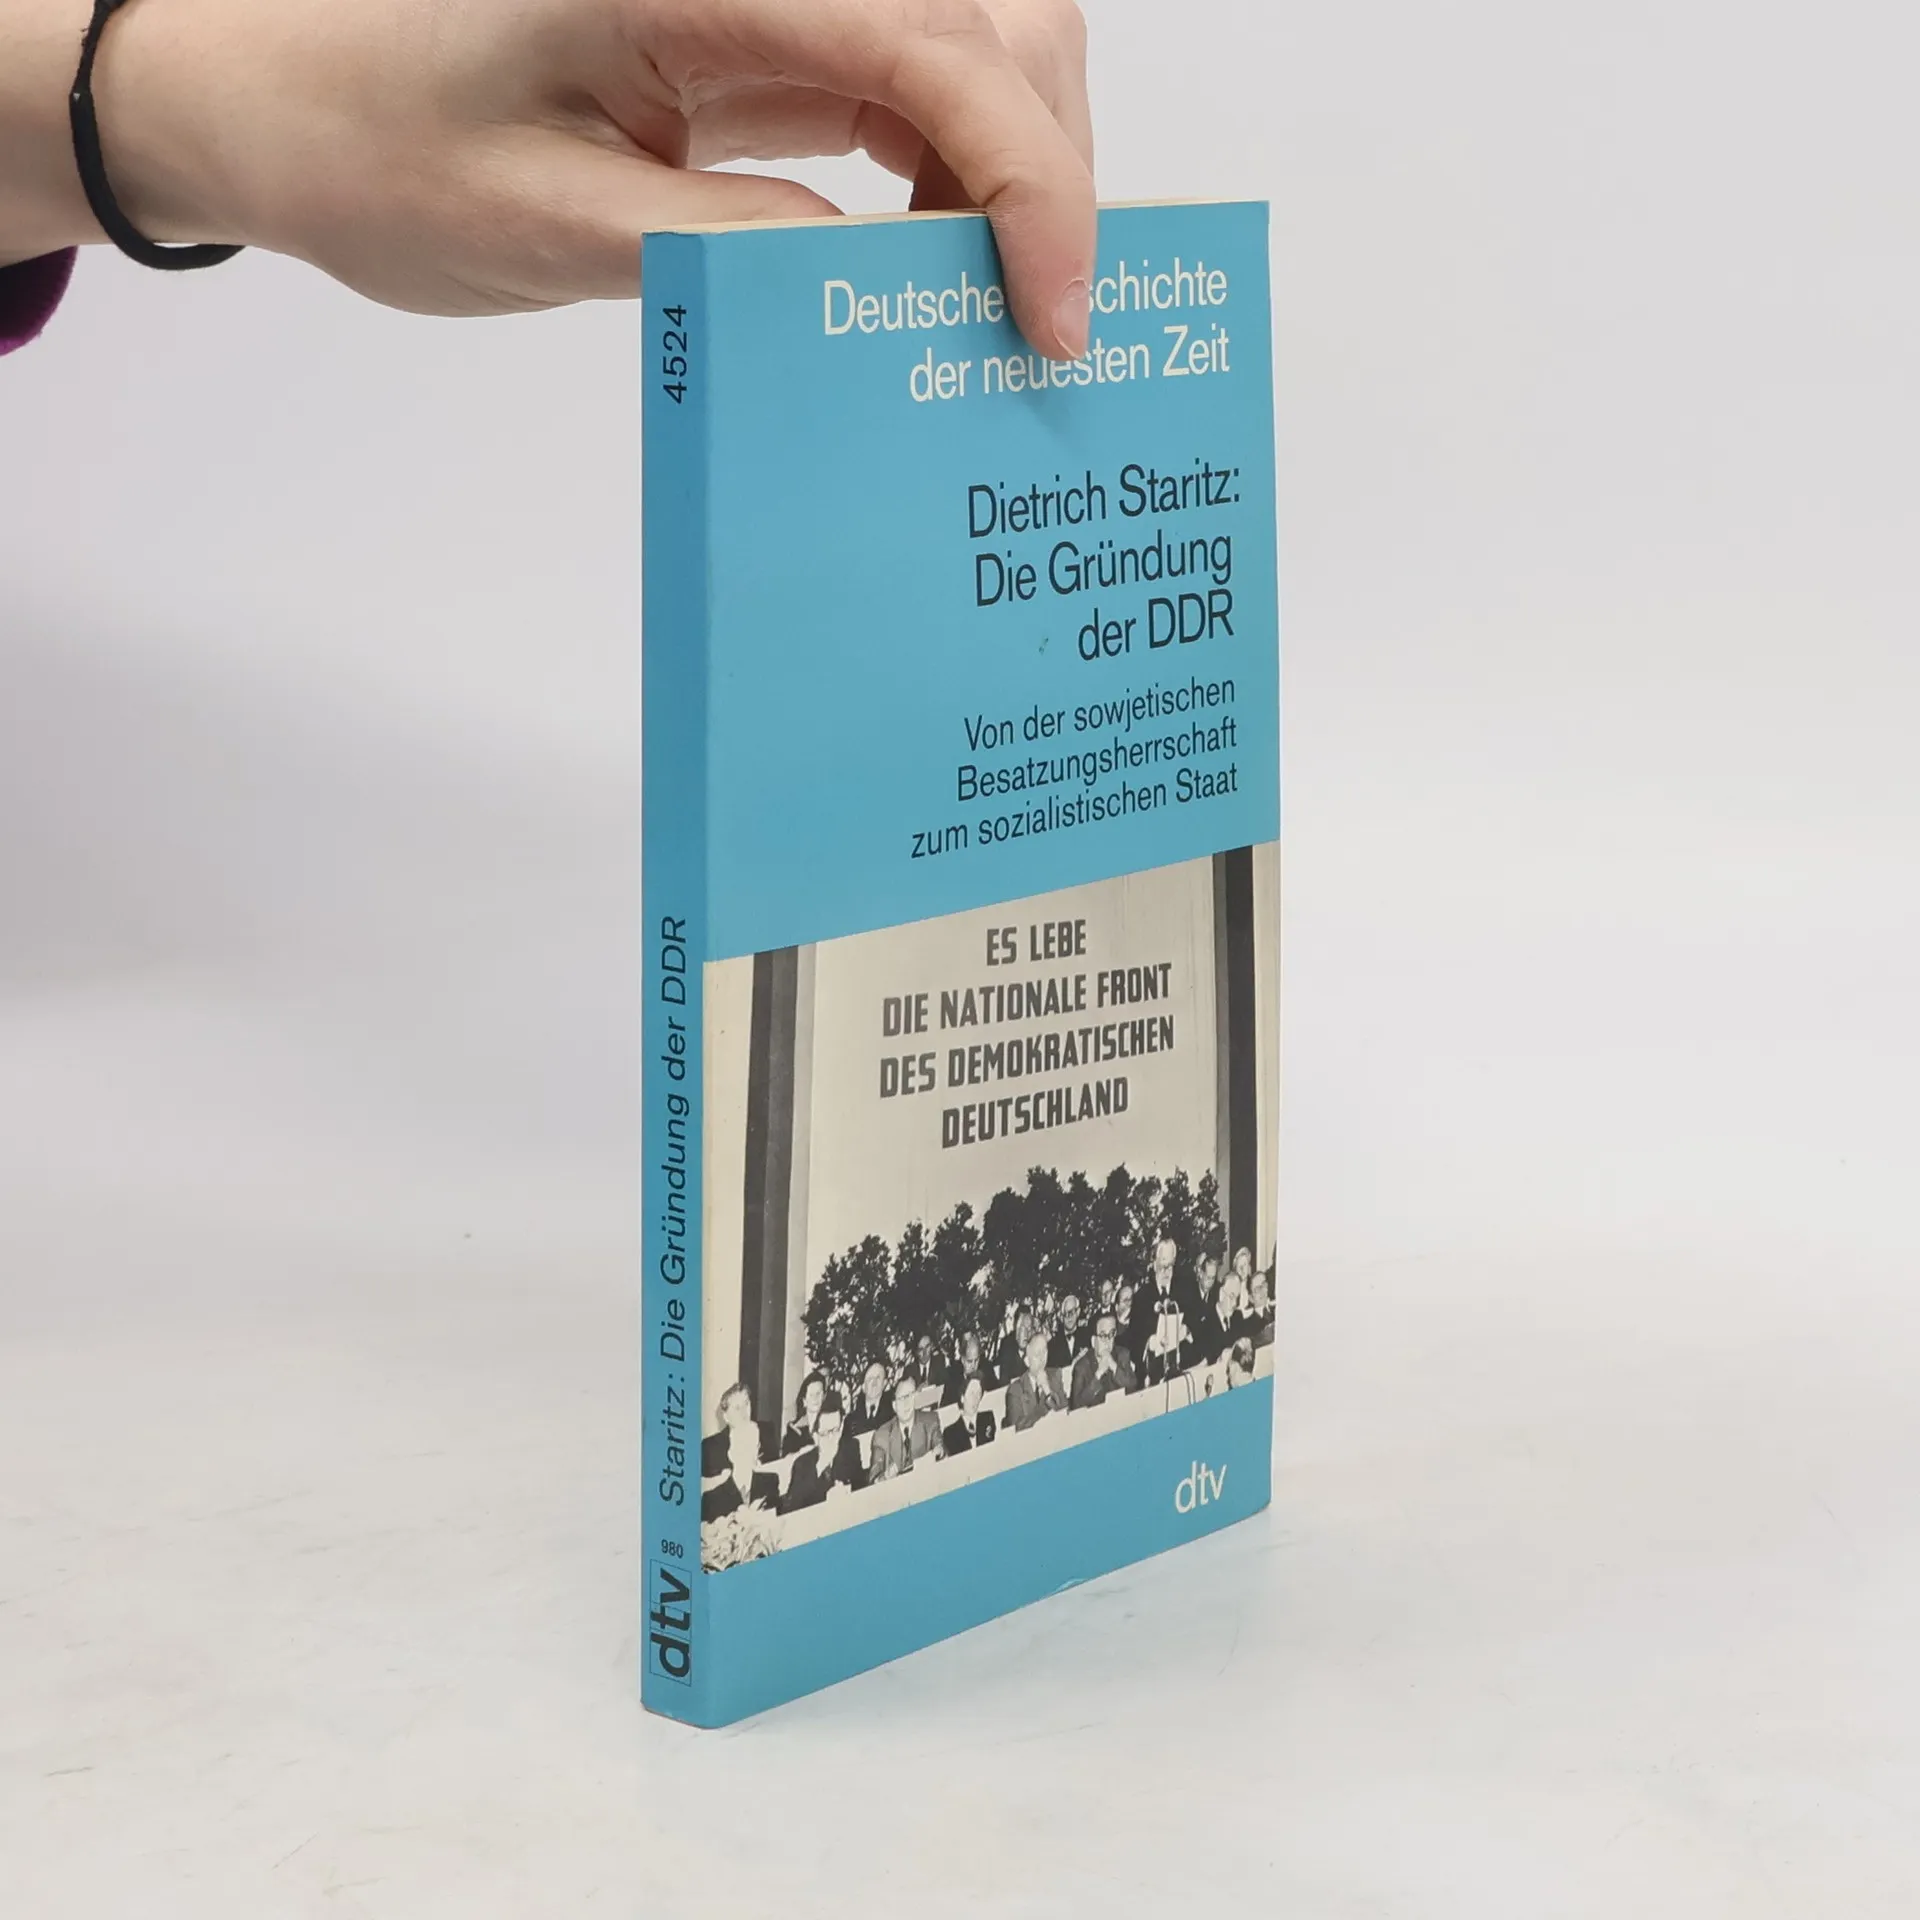 Deutsche schichte
der neuesten Zeit
Dietrich Staritz:
Die Gründung
der DDR
Von der sowjetischen
Besatzungsherrschaft
zum sozialistischen Staat
ES LEBE
DIE NATIONALE FRONT
DES DEMOKRATISCHEN
DEUTSCHLAND
dtv
4524
Staritz: Die Gründung der DDR
980
dtv